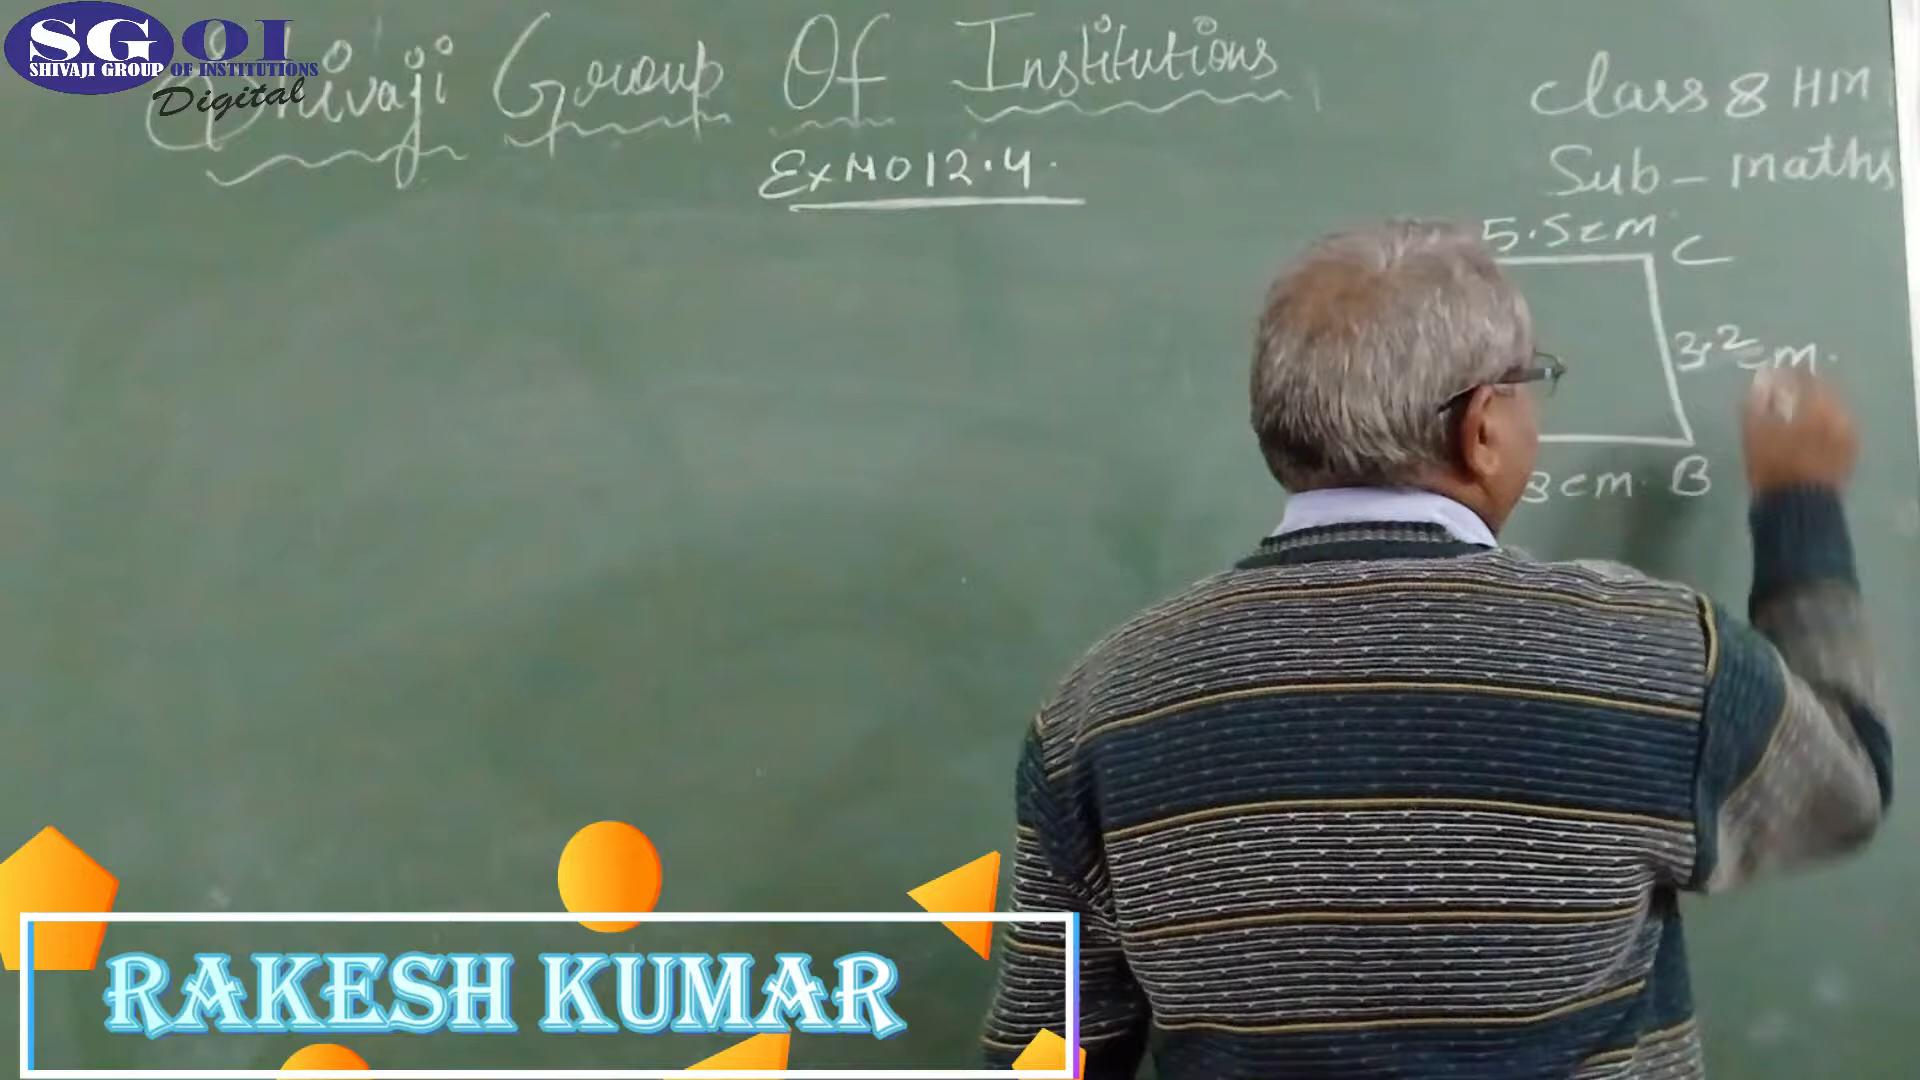 SGOI
SHIVAJI GROUP OF INSTITUTIONS
Digital
Shivaji Group Of Institutions
Class 8 HM
Sub - maths
Ex NO 12.4.
5.5cm
C
3.2cm.
3cm. B
RAKESH KUMAR